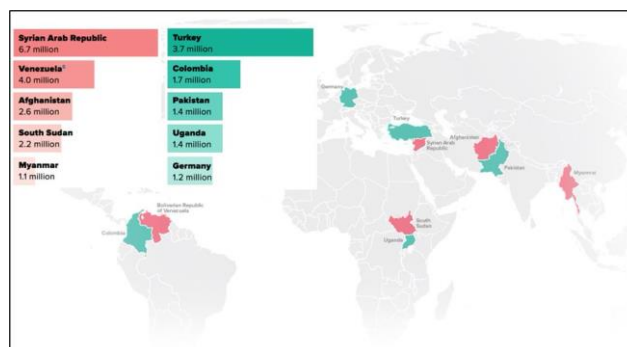 Syrian Arab Republic
6.7 million
Venezuela
4.0 million
Afghanistan
2.6 million
South Sudan
2.2 million
Myanmar
1.1 million
Turkey
3.7 million
Colombia
1.7 million
Pakistan
1.4 million
Uganda
1.4 million
Germany
1.2 million
Germany
Turkey
Syrian Arab
Republic
Afghanistan
Pakistan
Myanmar
Bolivarian Republic
of Venezuela
Colombia
South
Sudan
Uganda